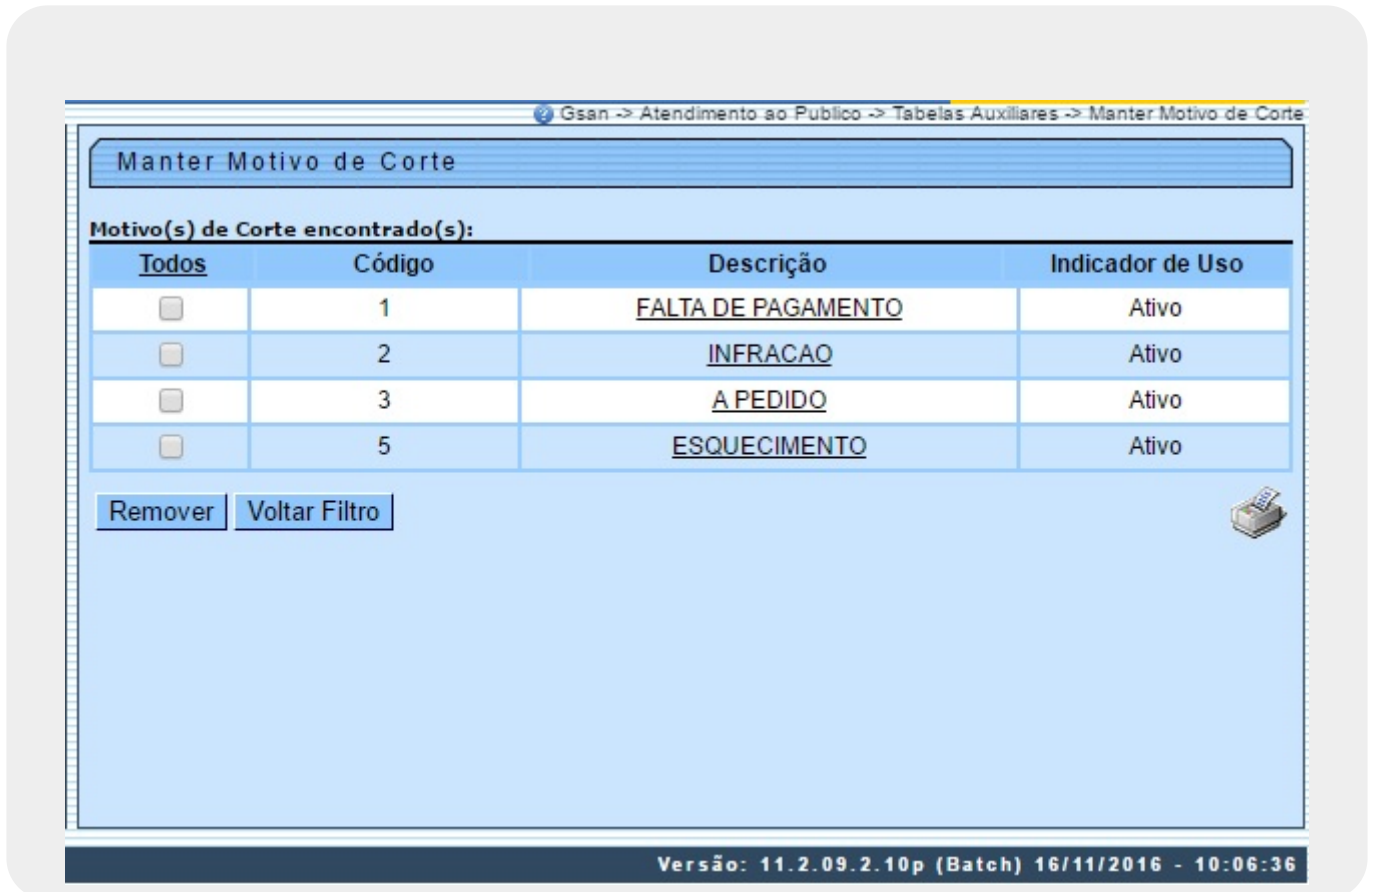 Gsan -> Atendimento ao Publico -> Tabelas Auxiliares -> Manter Motivo de Corte
Manter Motivo de Corte
Motivo(s) de Corte encontrado(s):
Todos Código Descrição Indicador de Uso
1 FALTA DE PAGAMENTO Ativo
2 INFRACAO Ativo
3 A PEDIDO Ativo
5 ESQUECIMENTO Ativo
Remover Voltar Filtro
Versão: 11.2.09.2.10p (Batch) 16/11/2016 - 10:06:36